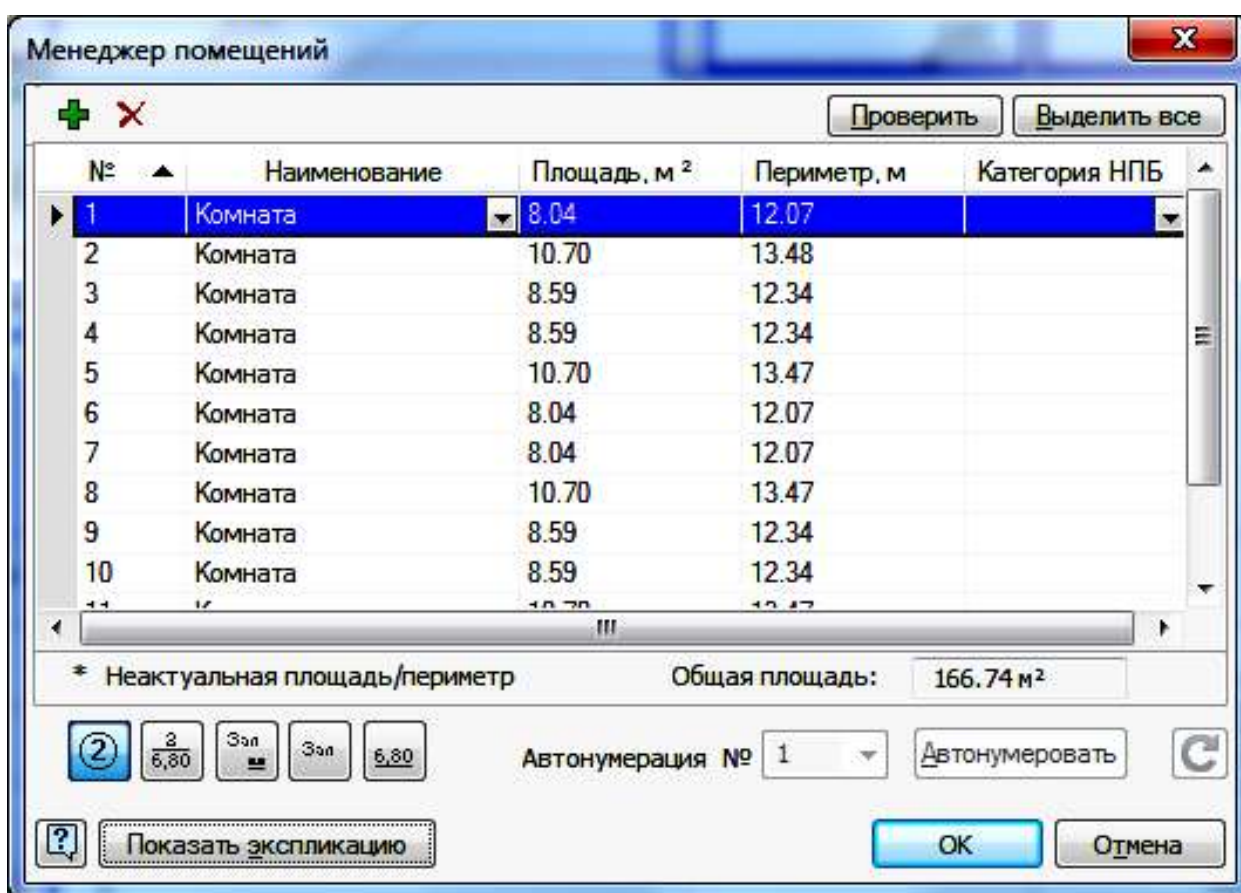 Менеджер помещений
Проверить Выделить все
№ Наименование Площадь, м² Периметр, м Категория НПБ
1 Комната 8.04 12.07
2 Комната 10.70 13.48
3 Комната 8.59 12.34
4 Комната 8.59 12.34
5 Комната 10.70 13.47
6 Комната 8.04 12.07
7 Комната 8.04 12.07
8 Комната 10.70 13.47
9 Комната 8.59 12.34
10 Комната 8.59 12.34
* Неактуальная площадь/периметр Общая площадь: 166.74 м²
2 2 6,80 Зал Зал 6,80 Автонумерация № 1 Автонумеровать
Показать экспликацию OK Отмена